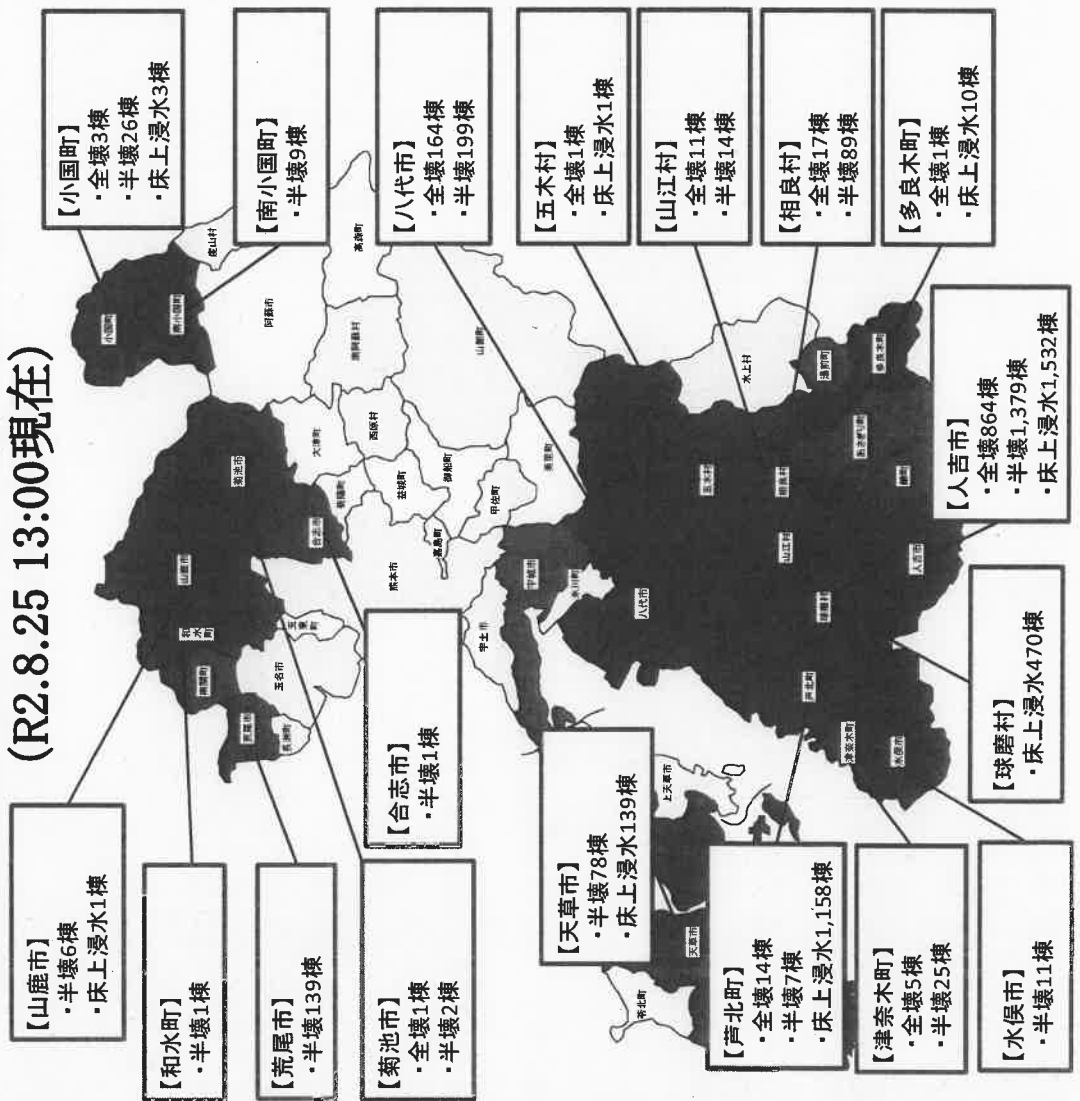 (R2.8.25 13:00現在)
【山鹿市】
・半壊6棟
・床上浸水1棟
【和水町】
・半壊1棟
【荒尾市】
・半壊139棟
【菊池市】
・全壊1棟
・半壊2棟
【合志市】
・半壊1棟
【天草市】
・半壊78棟
・床上浸水139棟
【芦北町】
・全壊14棟
・半壊7棟
・床上浸水1,158棟
【津奈木町】
・全壊5棟
・半壊25棟
【水俣市】
・半壊11棟
【球磨村】
・床上浸水470棟
【人吉市】
・全壊864棟
・半壊1,379棟
・床上浸水1,532棟
【小国町】
・全壊3棟
・半壊26棟
・床上浸水3棟
【南小国町】
・半壊9棟
【八代市】
・全壊164棟
・半壊199棟
【五木村】
・全壊1棟
・床上浸水1棟
【山江村】
・全壊11棟
・半壊14棟
【相良村】
・全壊17棟
・半壊89棟
【多良木町】
・全壊1棟
・床上浸水10棟
小国町
南小国町
産山村
阿蘇市
高森町
南阿蘇村
山都町
菊池市
大津町
西原村
菊陽町
合志市
益城町
御船町
甲佐町
嘉島町
熊本市
美里町
山鹿市
和水町
玉東町
南関町
玉名市
荒尾市
長洲町
宇土市
宇城市
氷川町
八代市
五木村
水上村
湯前町
多良木町
あさぎり町
錦町
相良村
山江村
人吉市
球磨村
芦北町
津奈木町
水俣市
上天草市
天草市
苓北町